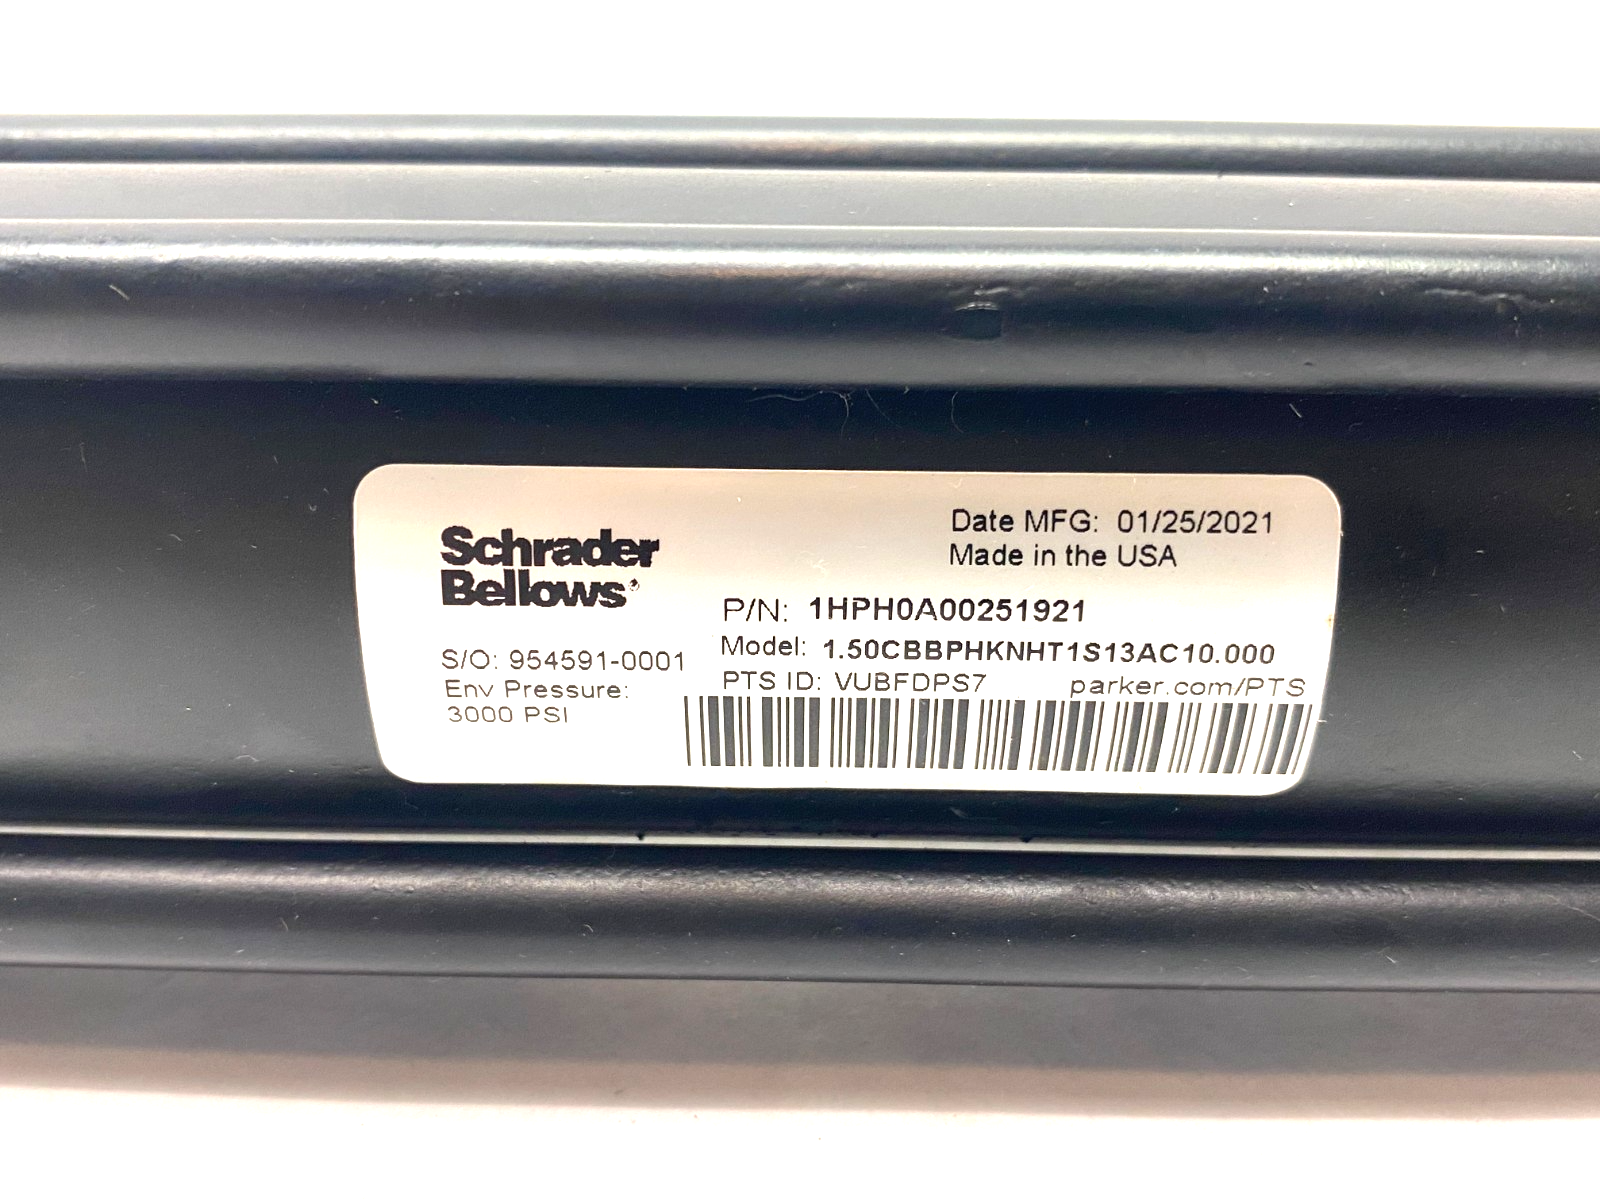 Schrader
Bellows
Date MFG: 01/25/2021
Made in the USA
P/N: 1HPH0A00251921
Model: 1.50CBBPHKNHT1S13AC10.000
S/O: 954591-0001
PTS ID: VUBFDPS7 parker.com/PTS
Env Pressure:
3000 PSI